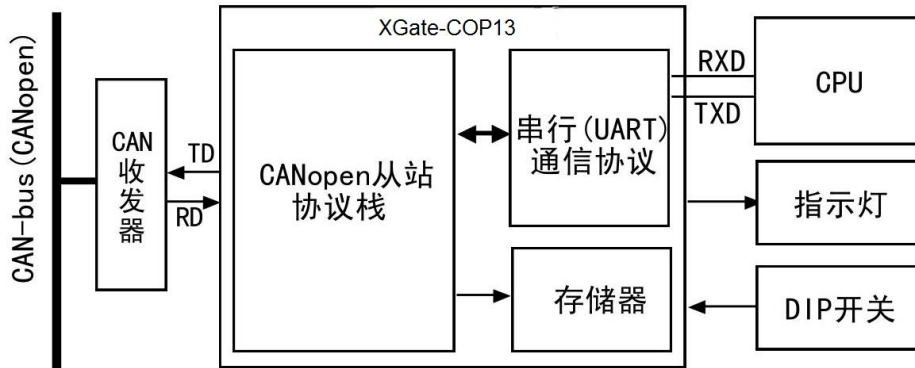 CAN-bus(CANopen)
CAN
收
发
器
TD
RD
XGate-COP13
CANopen从站
协议栈
串行(UART)
通信协议
存储器
RXD
TXD
CPU
指示灯
DIP开关